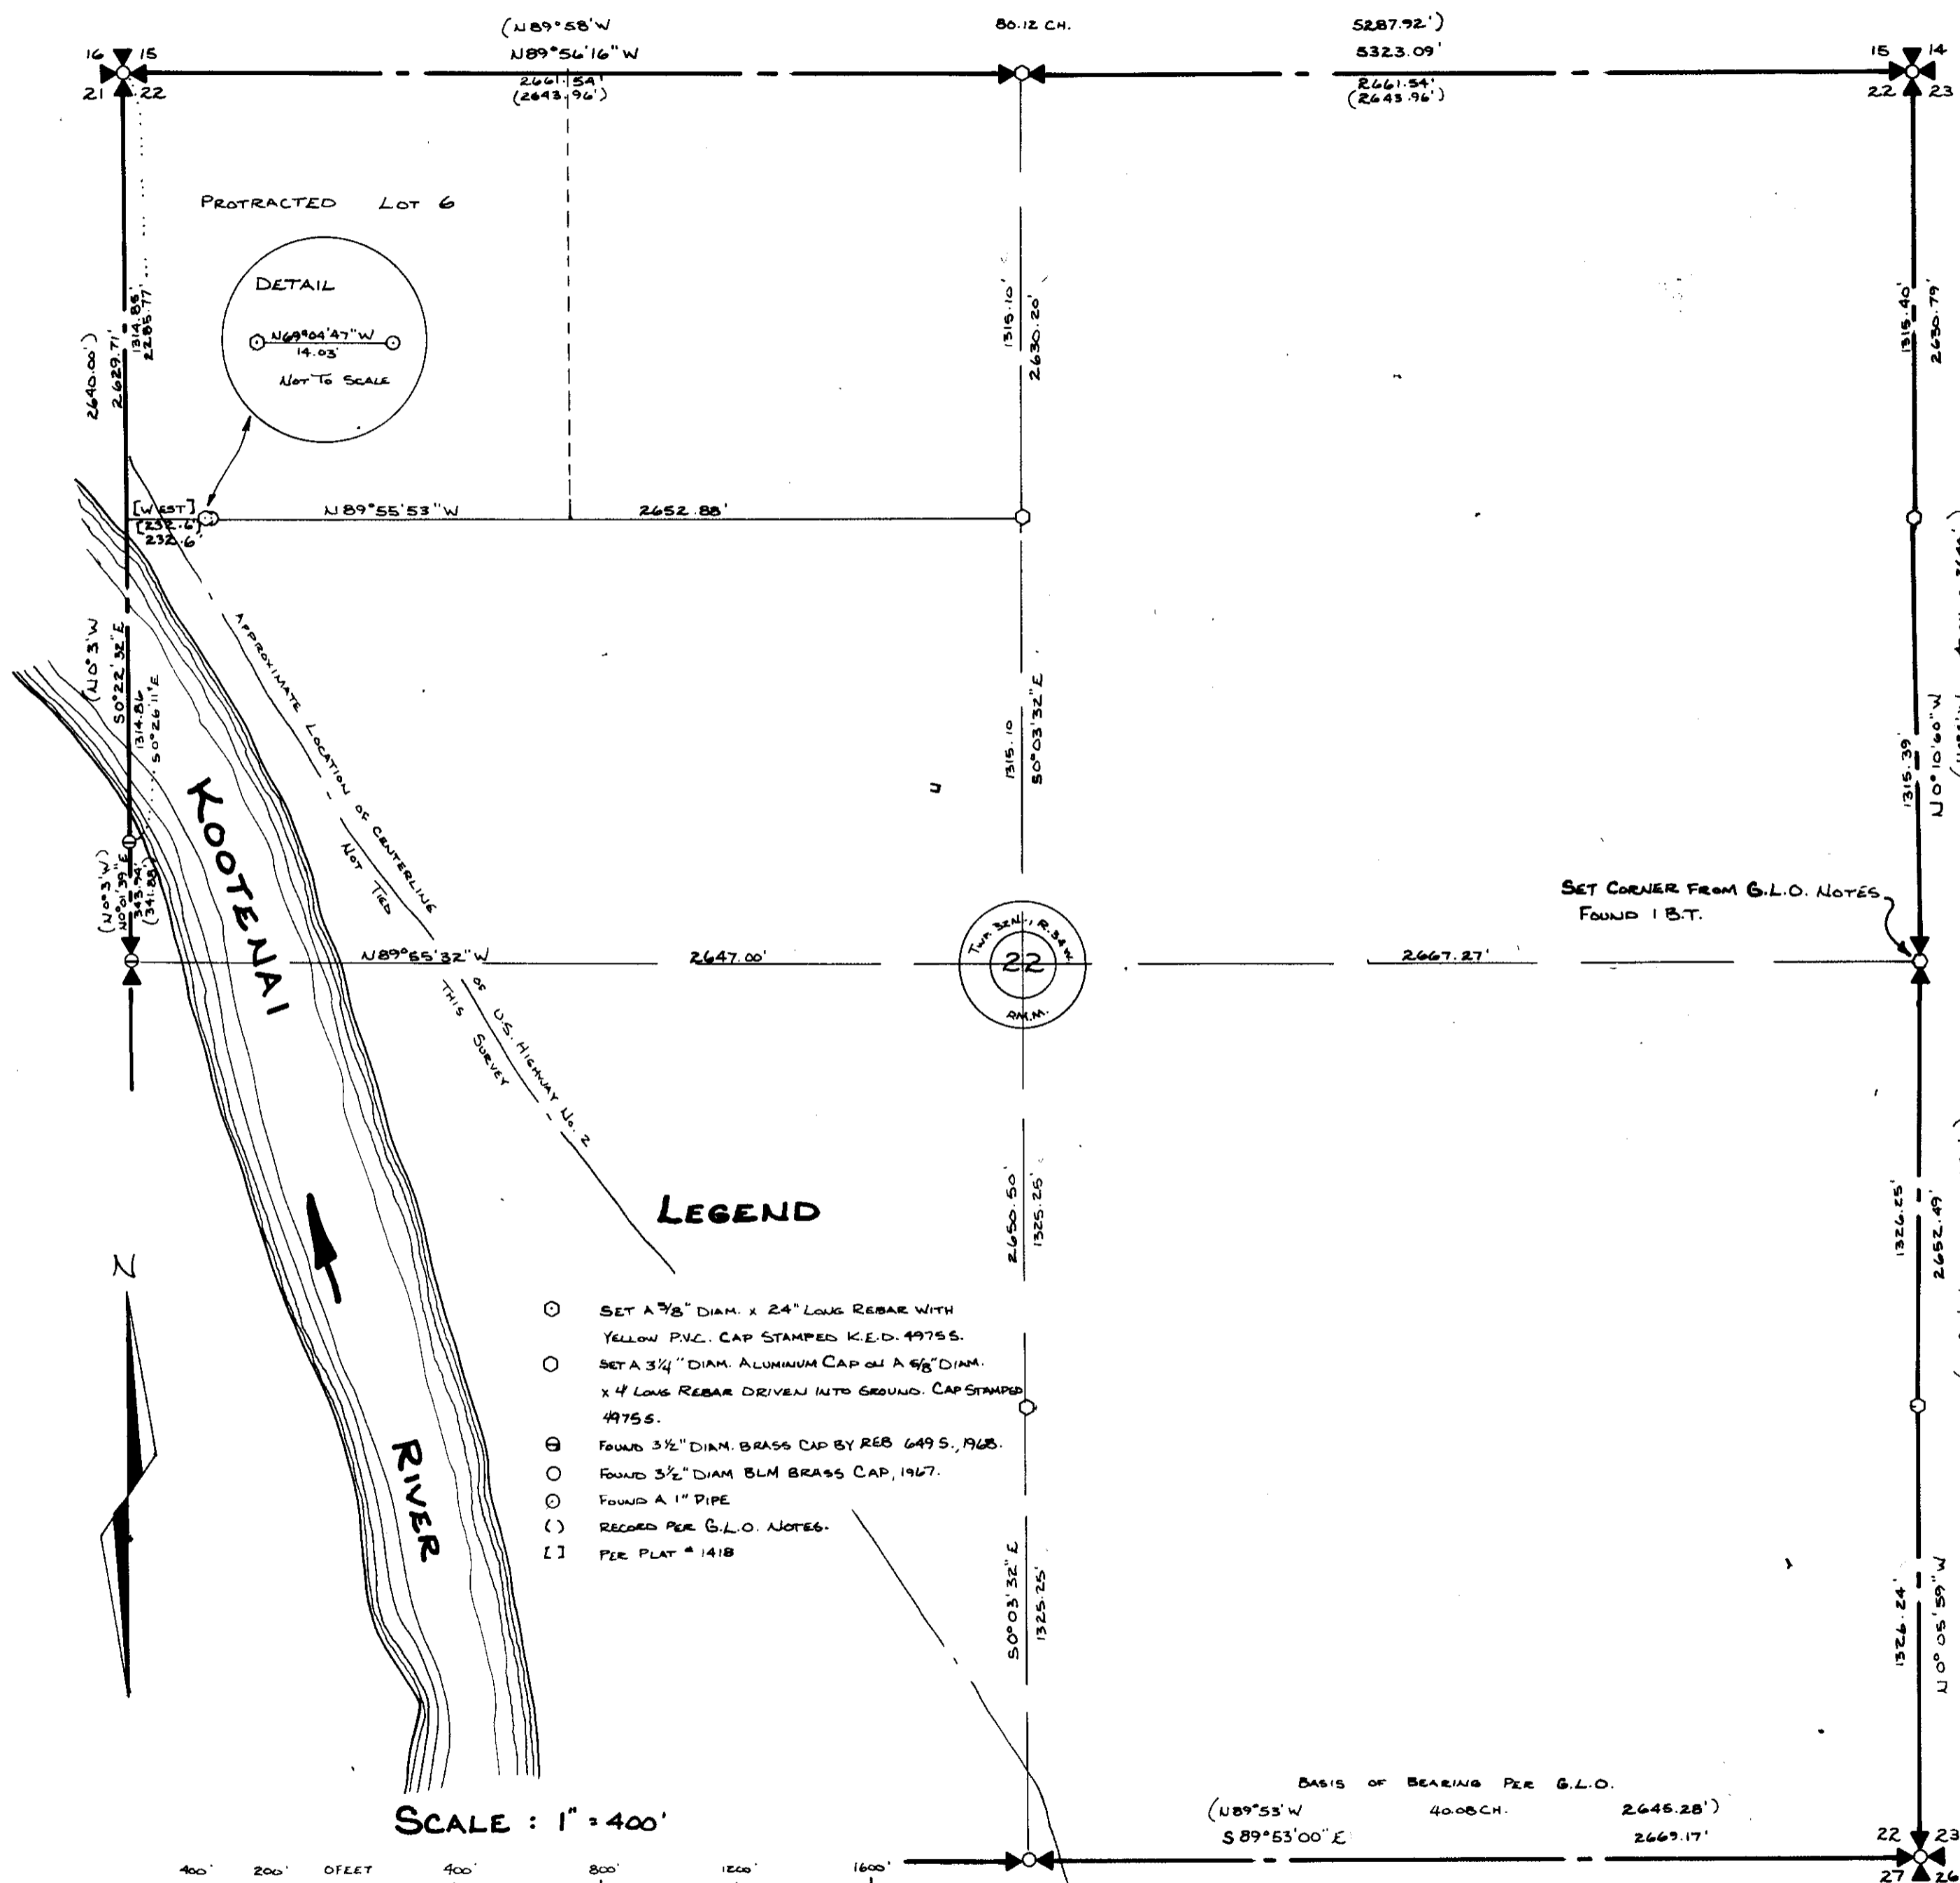 (N89°58'W 80.12 CH. 5287.92')
N89°56'16"W 5323.09'
16 15
15 14
2661.54' 2661.54'
(2643.96') (2643.96')
21 22
22 23
PROTRACTED LOT 6
DETAIL
N69°04'47"W
14.03'
NOT TO SCALE
2640.00')
2629.71'
1314.85'
2285.77'
1315.10'
2630.20'
1315.40'
2630.79'
[WEST]
[232.6']
232.6'
N89°55'53"W 2652.88'
(N0°3'W
S0°22'32"E
1314.86
S0°26'11"E
APPROXIMATE LOCATION OF CENTERLINE
OF U.S. HIGHWAY No. 2
NOT TIED
THIS SURVEY
1315.10
S0°03'32"E
1315.39'
N0°10'60"W
KOOTENAI
RIVER
(N0°3'W)
N0°01'39"E
343.94'
(341.88')
SET CORNER FROM G.L.O. NOTES
FOUND 1 B.T.
N89°55'32"W 2647.00'
TWP. 32N., R.34W.
22
P.M.M.
2667.27'
2650.50'
1325.25'
1326.25'
2652.49'
N
LEGEND
SET A 5/8" DIAM. x 24" LONG REBAR WITH
YELLOW P.V.C. CAP STAMPED K.E.D. 4975S.
SET A 3¼" DIAM. ALUMINUM CAP ON A 5/8" DIAM.
x 4' LONG REBAR DRIVEN INTO GROUND. CAP STAMPED
4975S.
FOUND 3½" DIAM. BRASS CAP BY REB 649 S., 1968.
FOUND 3½" DIAM BLM BRASS CAP, 1967.
FOUND A 1" PIPE
( ) RECORD PER G.L.O. NOTES.
[ ] PER PLAT # 1418
S0°03'32"E
1325.25'
1326.24'
N0°05'59"W
SCALE : 1" = 400'
400' 200' 0FEET 400' 800' 1200' 1600'
BASIS OF BEARING PER G.L.O.
(N89°53'W 40.08CH. 2645.28')
S89°53'00"E 2669.17'
22 23
27 26